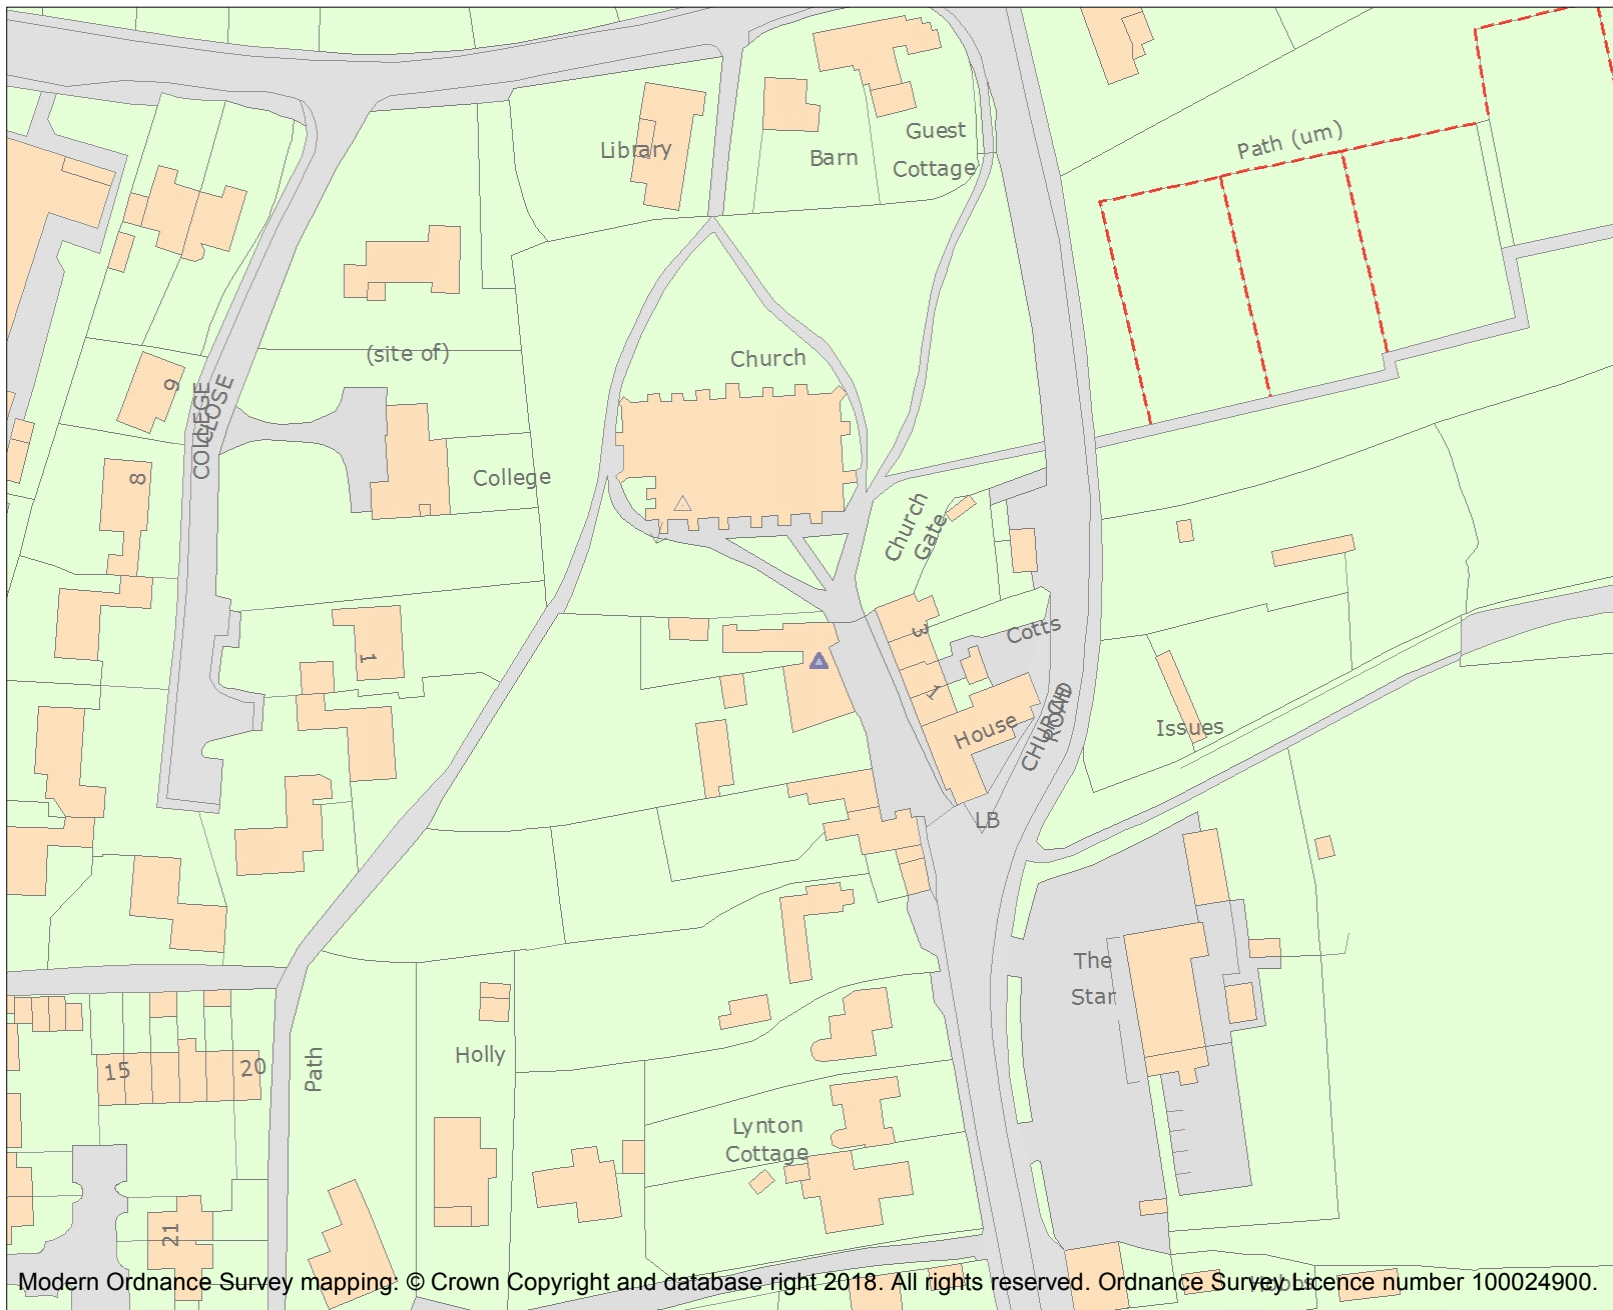 Path (um)
Guest
Cottage
Library
Barn
(site of)
Church
9
COLLEGE
CLOSE
8
College
Church
Gate
3
Cotts
1
1
House
CHURCH
ROAD
Issues
LB
The
Star
Path
Holly
15
20
Lynton
Cottage
21
Hobbs
Modern Ordnance Survey mapping: © Crown Copyright and database right 2018. All rights reserved. Ordnance Survey Licence number 100024900.